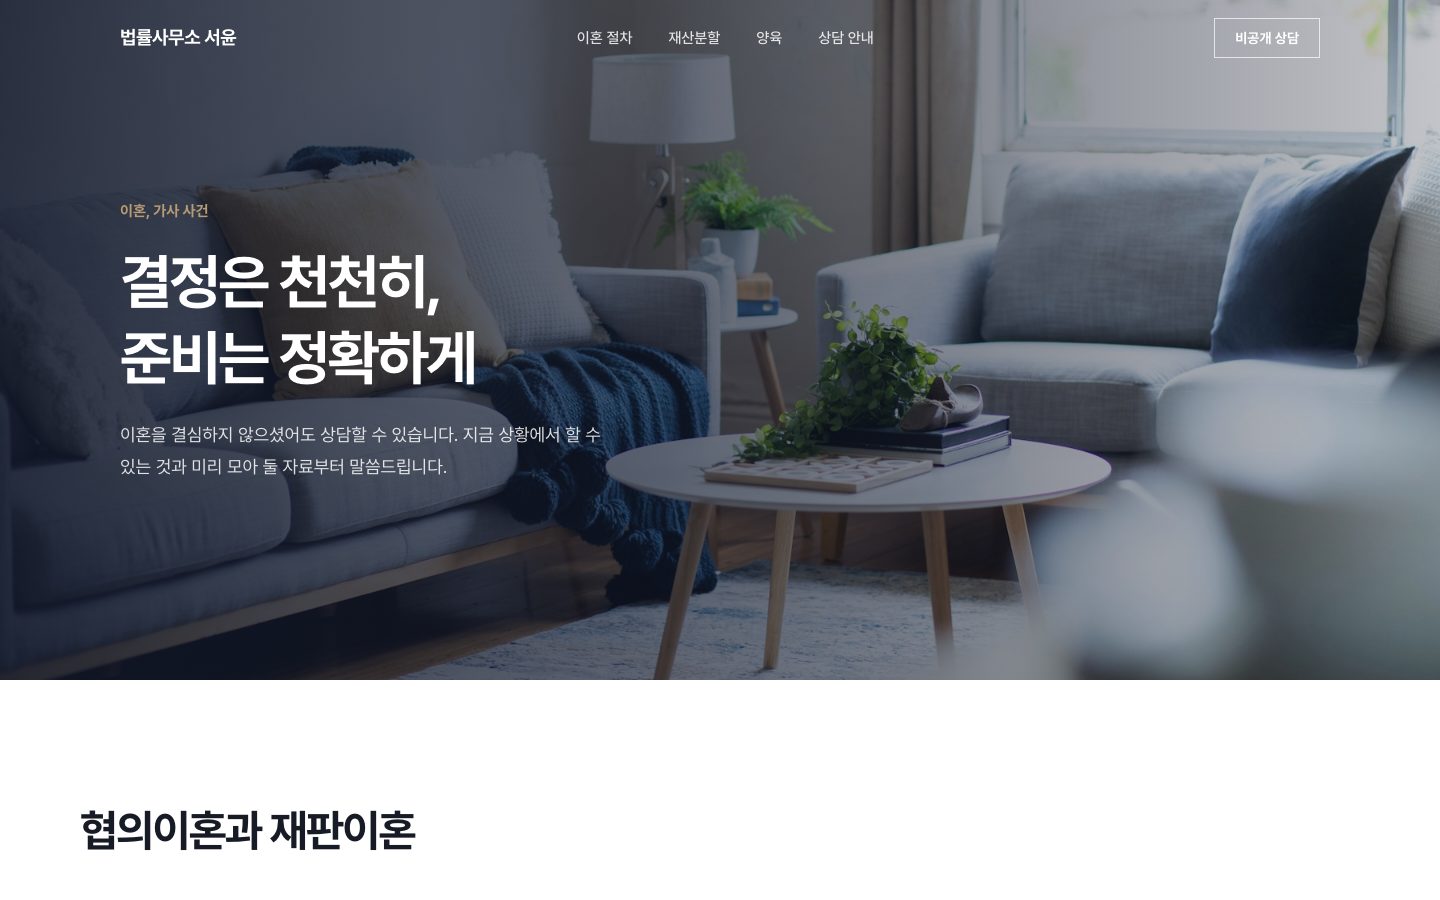 법률사무소 서윤
이혼 절차
재산분할
양육
상담 안내
비공개 상담
이혼, 가사 사건
결정은 천천히,
준비는 정확하게
이혼을 결심하지 않으셨어도 상담할 수 있습니다. 지금 상황에서 할 수
있는 것과 미리 모아 둘 자료부터 말씀드립니다.
협의이혼과 재판이혼